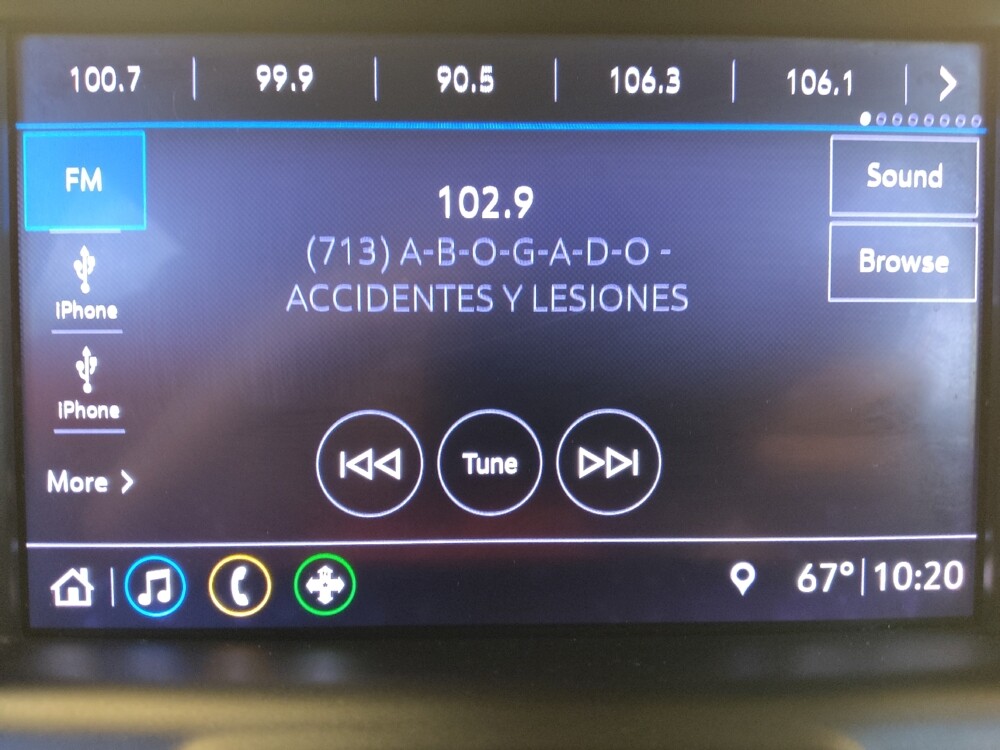 100.7 | 99.9 | 90.5 | 106.3 | 106.1 | >
FM
Sound
102.9
(713) A-B-O-G-A-D-O -
ACCIDENTES Y LESIONES
Browse
iPhone
iPhone
More >
Tune
67° | 10:20